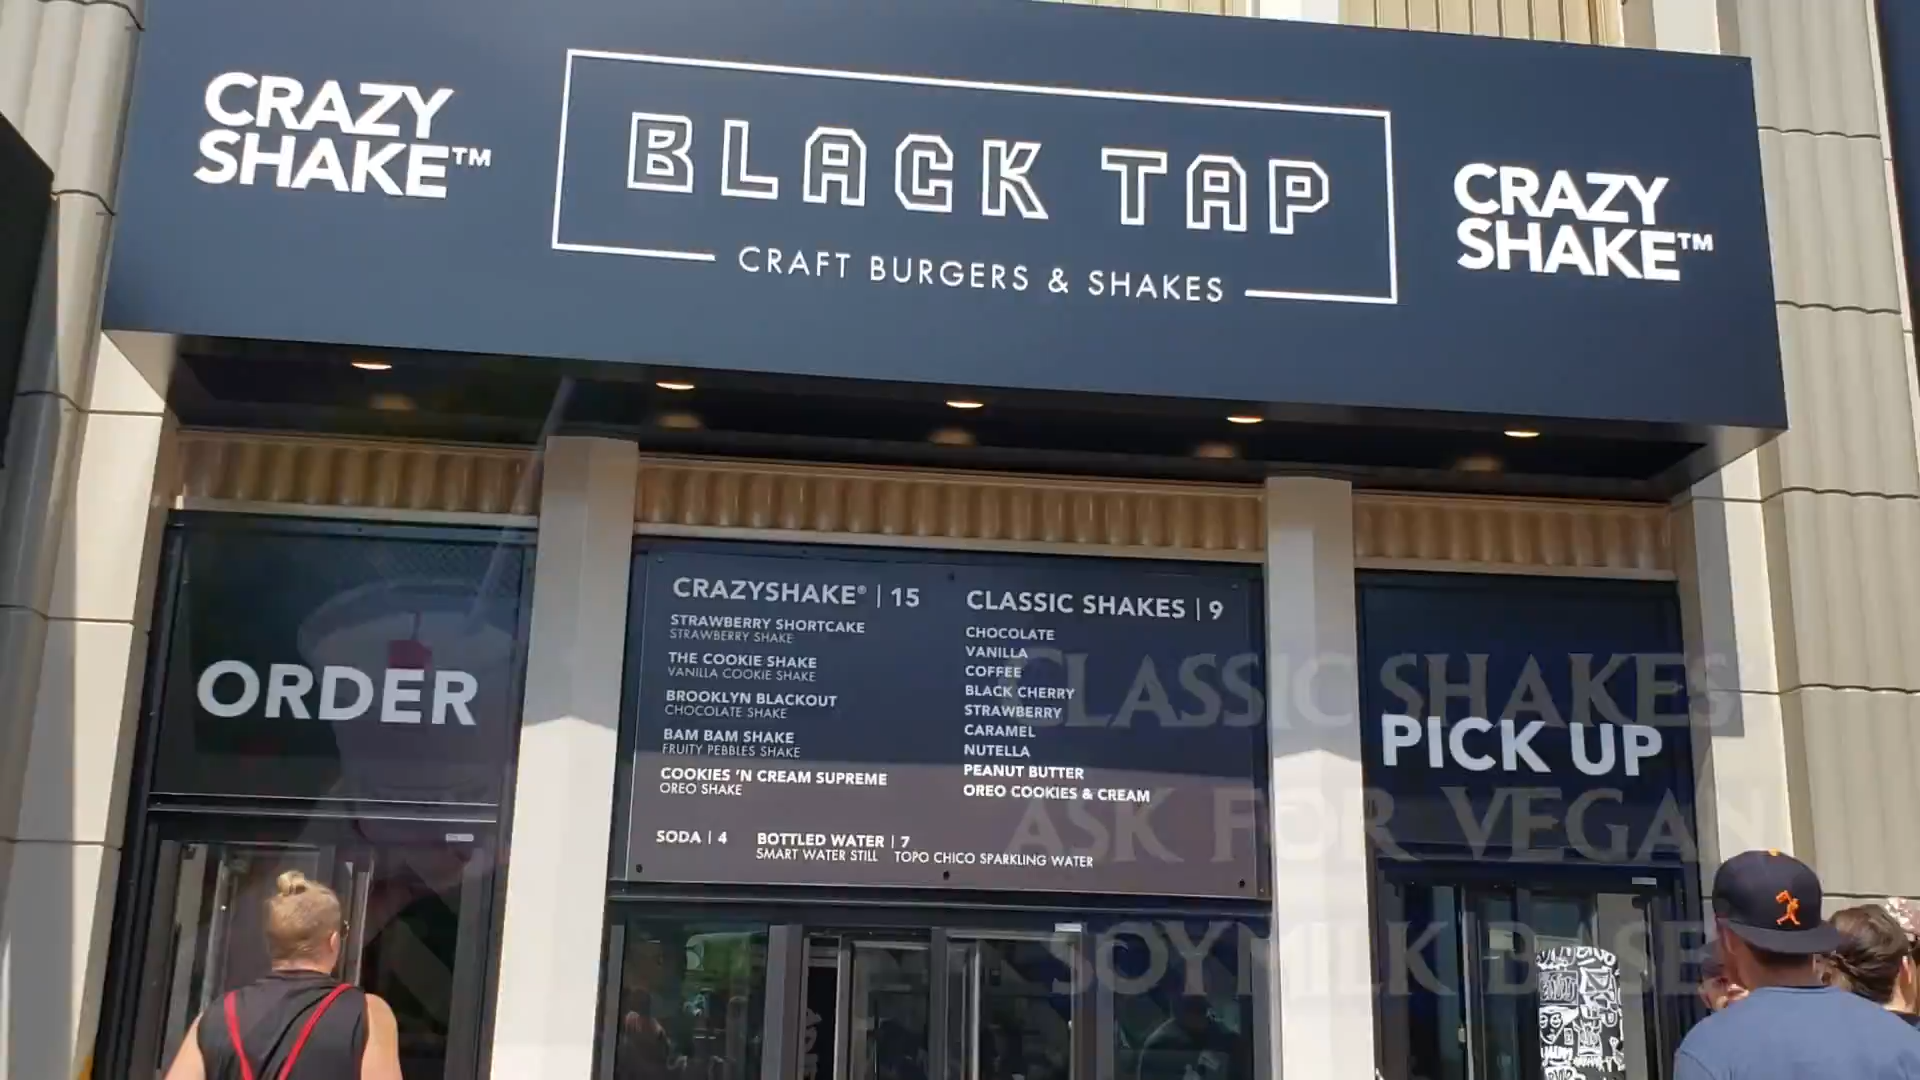 CRAZY
SHAKE™
BLACK TAP
CRAFT BURGERS & SHAKES
CRAZY
SHAKE™
ORDER
CRAZYSHAKE® | 15
STRAWBERRY SHORTCAKE
STRAWBERRY SHAKE
THE COOKIE SHAKE
VANILLA COOKIE SHAKE
BROOKLYN BLACKOUT
CHOCOLATE SHAKE
BAM BAM SHAKE
FRUITY PEBBLES SHAKE
COOKIES 'N CREAM SUPREME
OREO SHAKE
CLASSIC SHAKES | 9
CHOCOLATE
VANILLA
COFFEE
BLACK CHERRY
STRAWBERRY
CARAMEL
NUTELLA
PEANUT BUTTER
OREO COOKIES & CREAM
SODA | 4
BOTTLED WATER | 7
SMART WATER STILL TOPO CHICO SPARKLING WATER
PICK UP
CLASSIC SHAKES
ASK FOR VEGAN
SOYMILK BASE